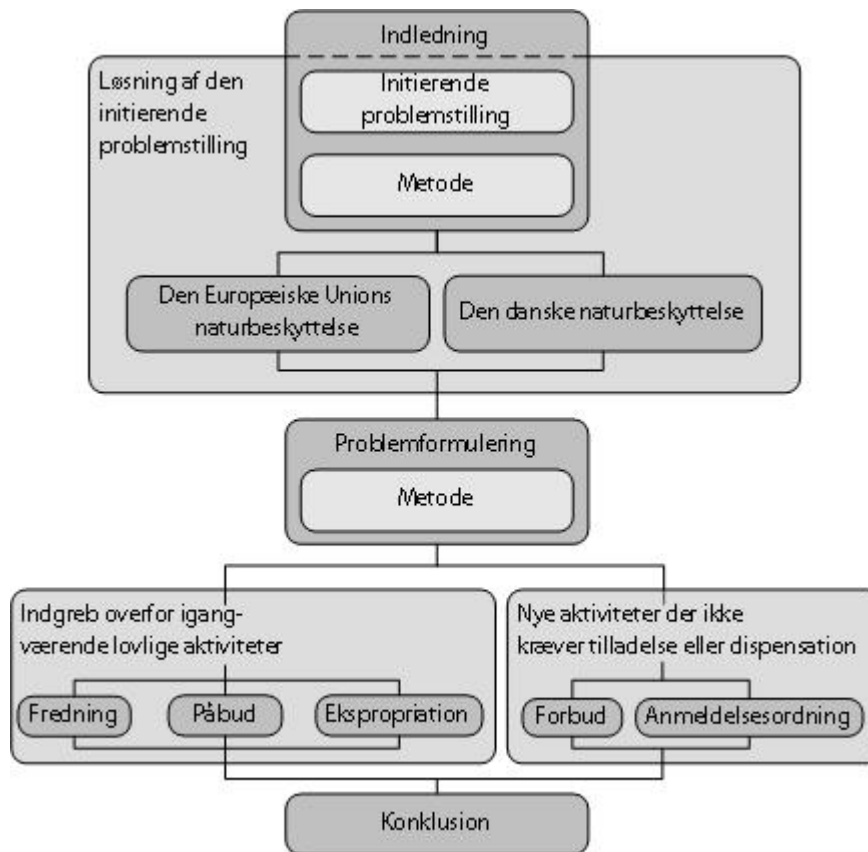 Indledning
Løsning af den
initierende
problemstilling
Initierende
problemstilling
Metode
Den Europæiske Unions
naturbeskyttelse
Den danske naturbeskyttelse
Problemformulering
Metode
Indgreb overfor igang-
værende lovlige aktiviteter
Fredning
Påbud
Ekspropriation
Nye aktiviteter der ikke
kræver tilladelse eller dispensation
Forbud
Anmeldelsesordning
Konklusion